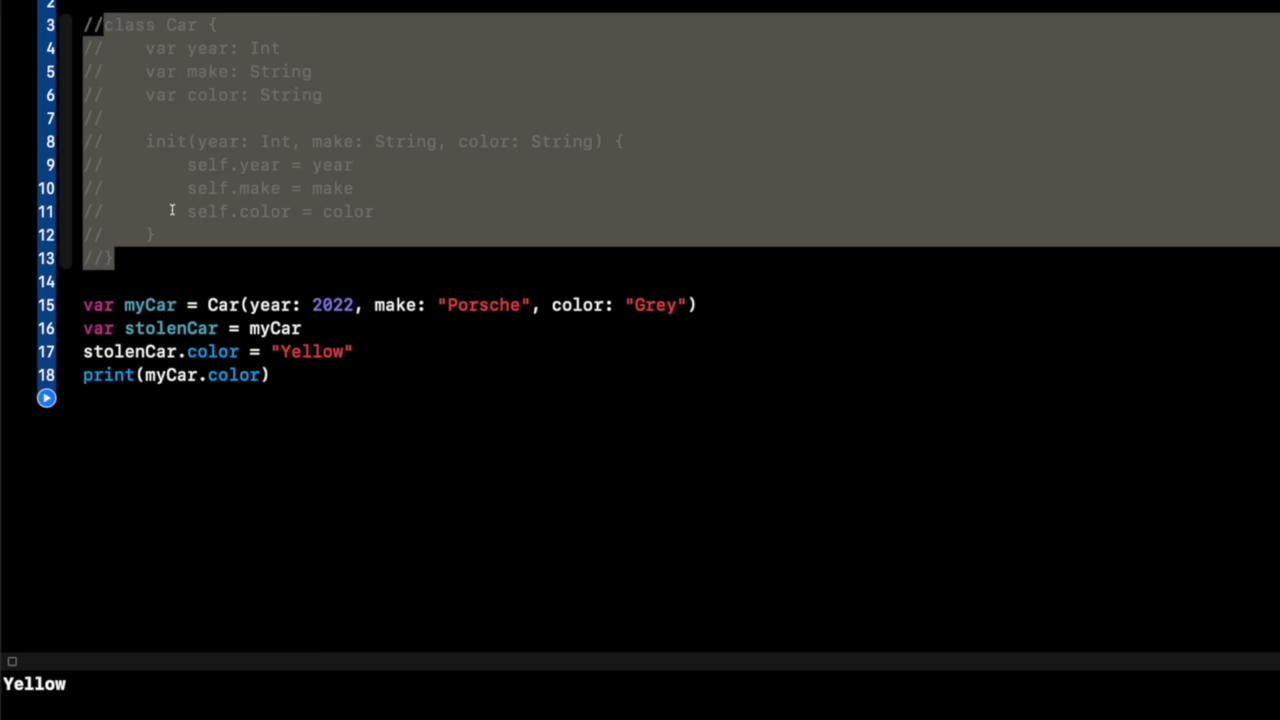 2
3 //class Car {
4 //    var year: Int
5 //    var make: String
6 //    var color: String
7 //
8 //    init(year: Int, make: String, color: String) {
9 //        self.year = year
10 //        self.make = make
11 //        self.color = color
12 //    }
13 //}
14
15 var myCar = Car(year: 2022, make: "Porsche", color: "Grey")
16 var stolenCar = myCar
17 stolenCar.color = "Yellow"
18 print(myCar.color)
Yellow